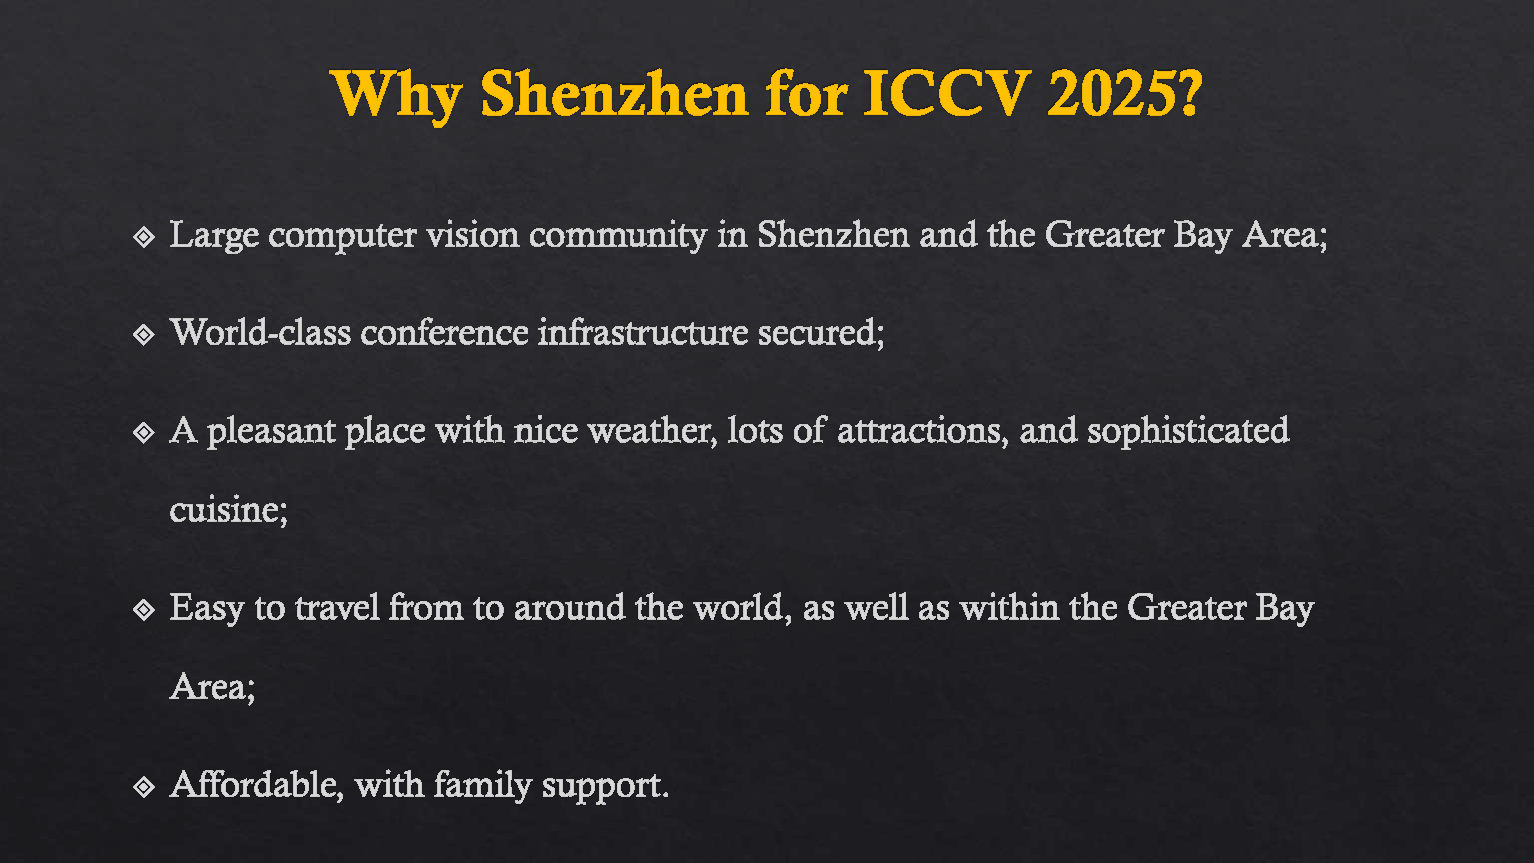 Why Shenzhen for ICCV 2025?
Large computer vision community in Shenzhen and the Greater Bay Area;
World-class conference infrastructure secured;
A pleasant place with nice weather, lots of attractions, and sophisticated
cuisine;
Easy to travel from to around the world, as well as within the Greater Bay
Area;
Affordable, with family support.